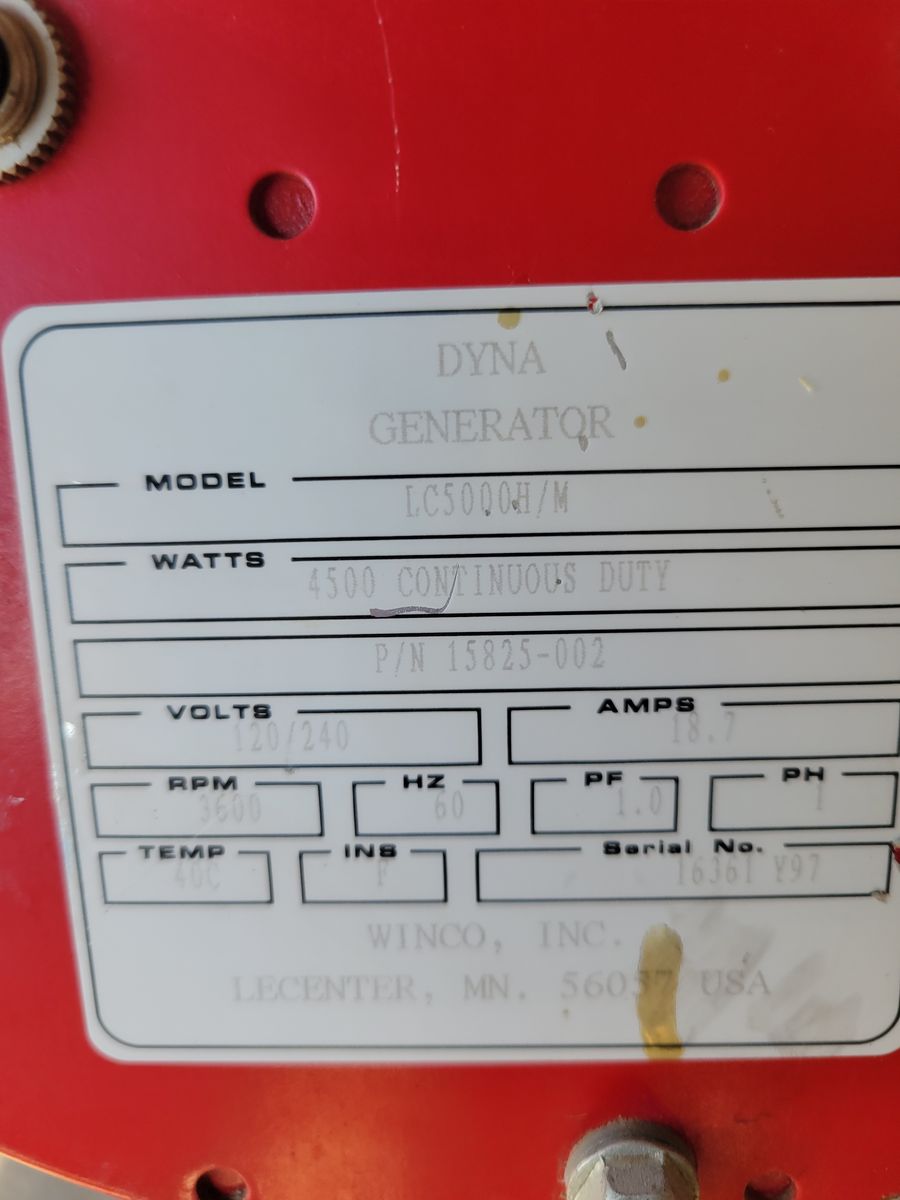 DYNA
GENERATOR
MODEL
LC5000H/M
WATTS
4500 CONTINUOUS DUTY
P/N 15825-002
VOLTS
120/240
AMPS
18.7
RPM
3600
HZ
60
PF
1.0
PH
1
TEMP
40C
INS
F
Serial No.
16361 Y97
WINCO, INC.
LECENTER, MN. 56057 USA